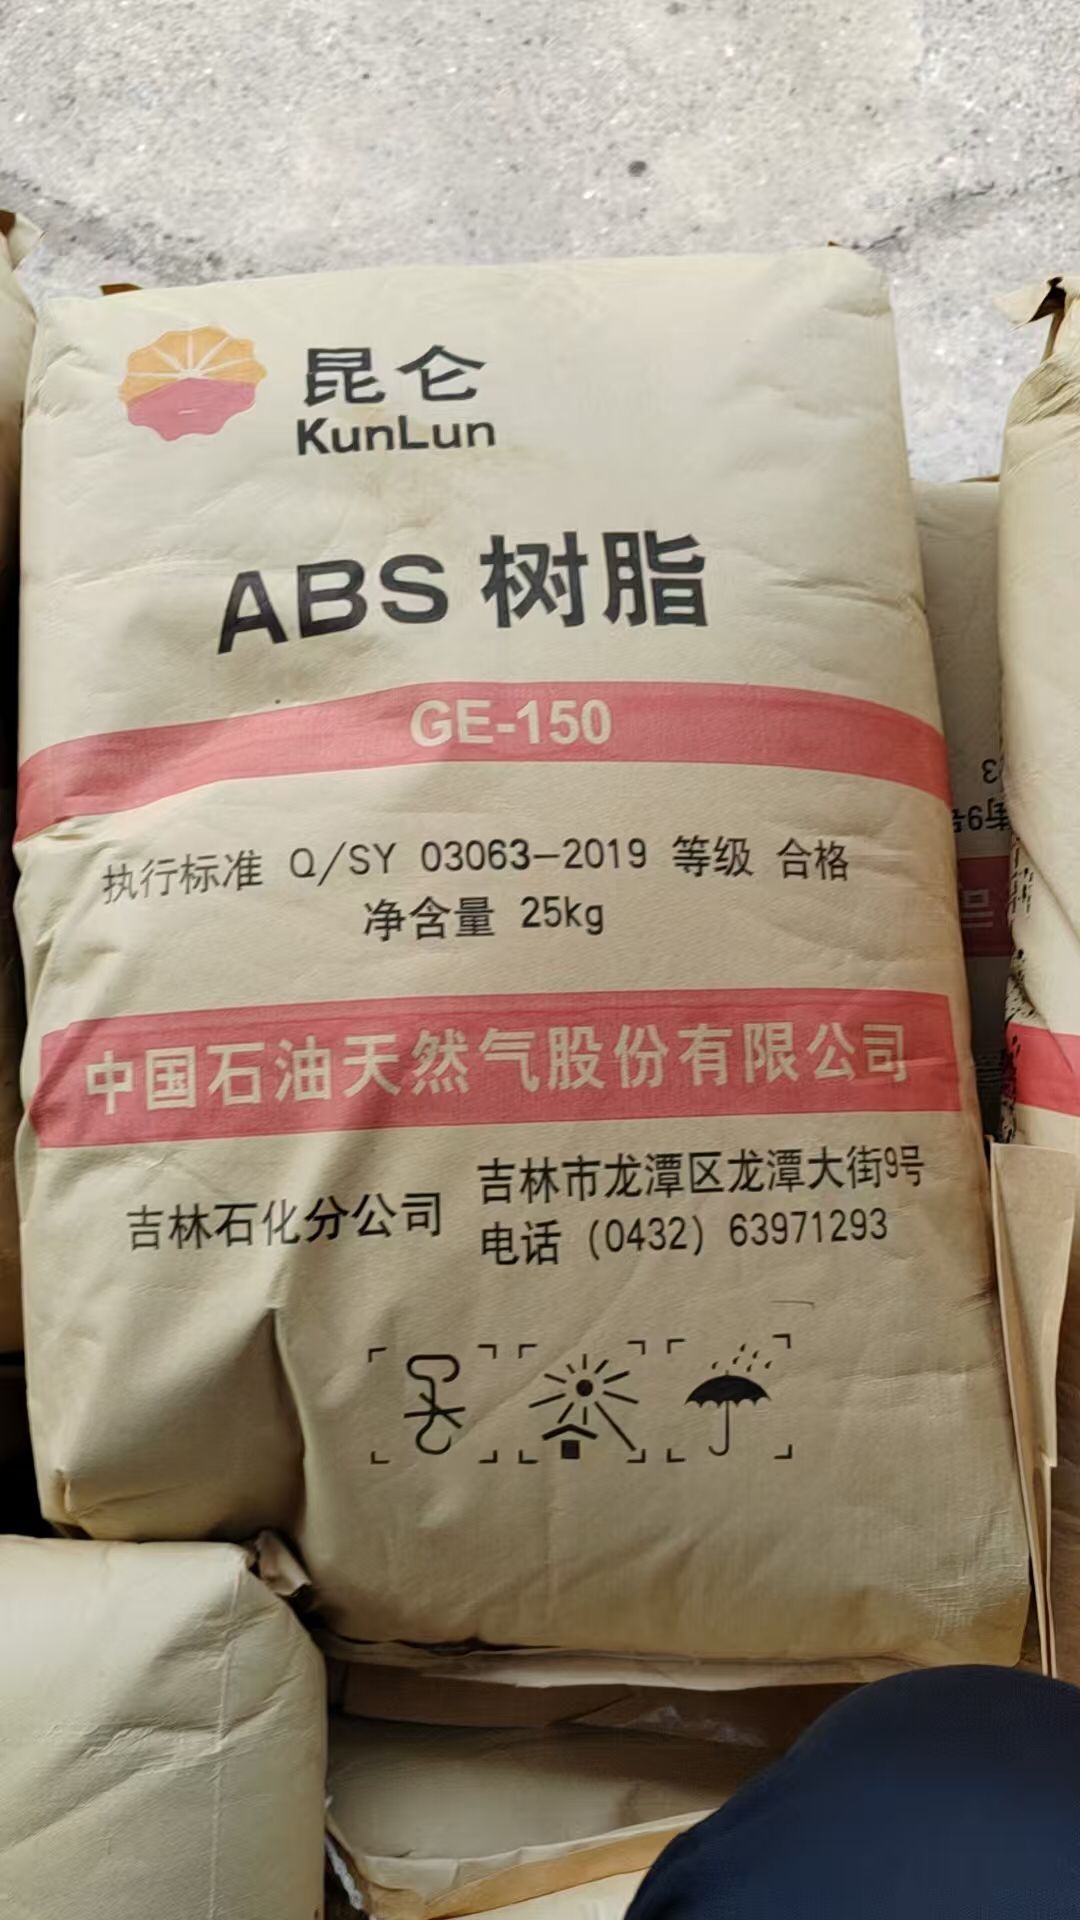 昆仑
KunLun
ABS 树脂
GE-150
执行标准 Q/SY 03063-2019 等级 合格
净含量 25kg
中国石油天然气股份有限公司
吉林石化分公司
吉林市龙潭区龙潭大街9号
电话 (0432) 63971293
街9号